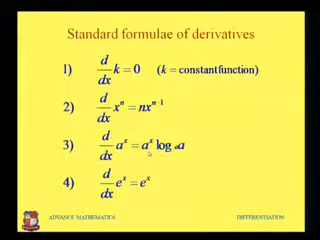 Standard formulae of derivatives
1) d/dx k = 0 (k = constant function)
2) d/dx xⁿ = nxⁿ⁻¹
3) d/dx aˣ = aˣ logₑa
4) d/dx eˣ = eˣ
ADVANCE MATHEMATICS DIFFERENTIATION